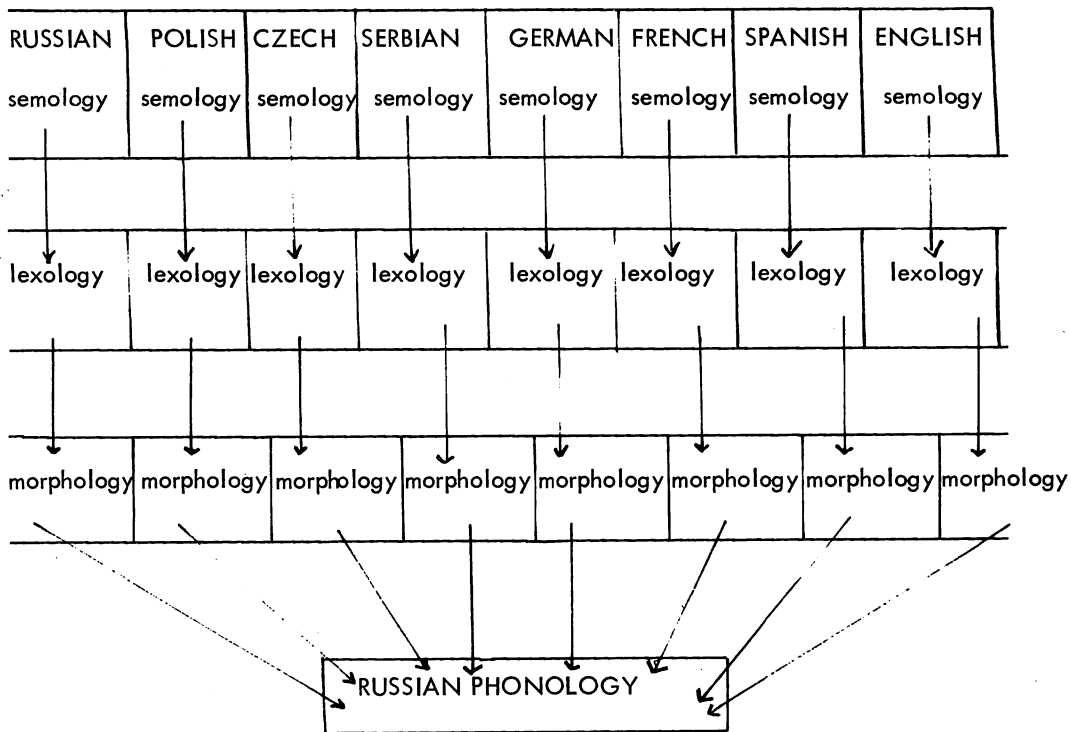 RUSSIAN POLISH CZECH SERBIAN GERMAN FRENCH SPANISH ENGLISH
semology semology semology semology semology semology semology semology
lexology lexology lexology lexology lexology lexology lexology lexology
morphology morphology morphology morphology morphology morphology morphology morphology
RUSSIAN PHONOLOGY